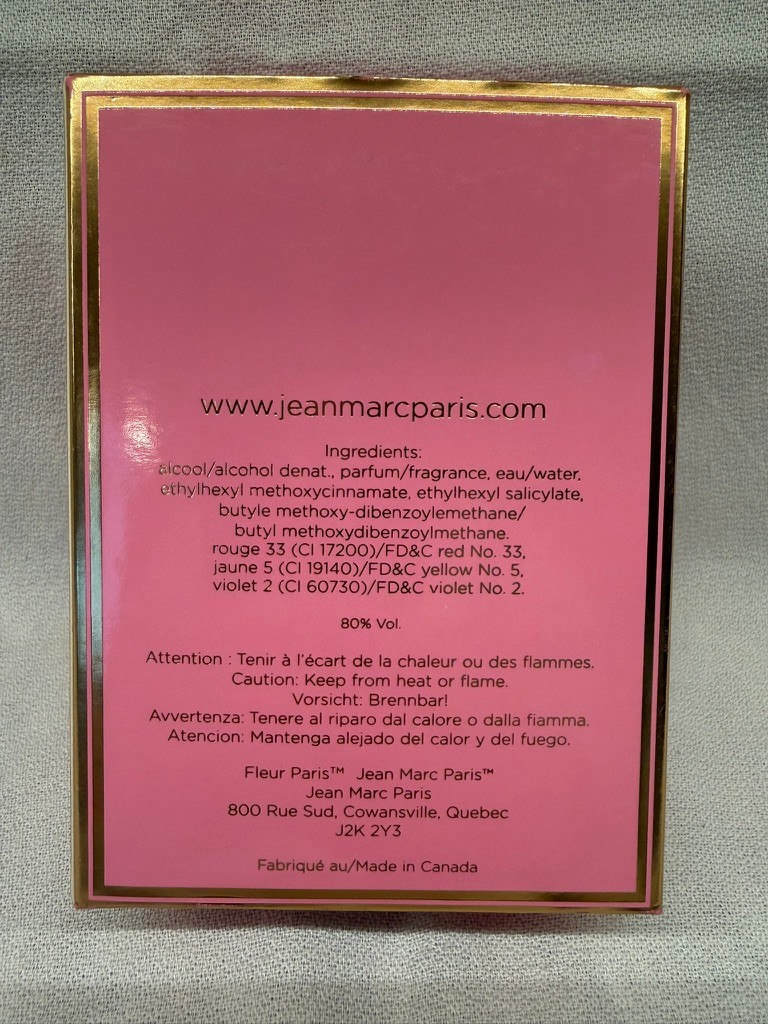 www.jeanmarcparis.com
Ingredients:
alcool/alcohol denat., parfum/fragrance, eau/water,
ethylhexyl methoxycinnamate, ethylhexyl salicylate,
butyle methoxy-dibenzoylemethane/
butyl methoxydibenzoylmethane.
rouge 33 (CI 17200)/FD&C red No. 33,
jaune 5 (CI 19140)/FD&C yellow No. 5,
violet 2 (CI 60730)/FD&C violet No. 2.
80% Vol.
Attention : Tenir à l'écart de la chaleur ou des flammes.
Caution: Keep from heat or flame.
Vorsicht: Brennbar!
Avvertenza: Tenere al riparo dal calore o dalla fiamma.
Atencion: Mantenga alejado del calor y del fuego.
Fleur Paris™ Jean Marc Paris™
Jean Marc Paris
800 Rue Sud, Cowansville, Quebec
J2K 2Y3
Fabriqué au/Made in Canada